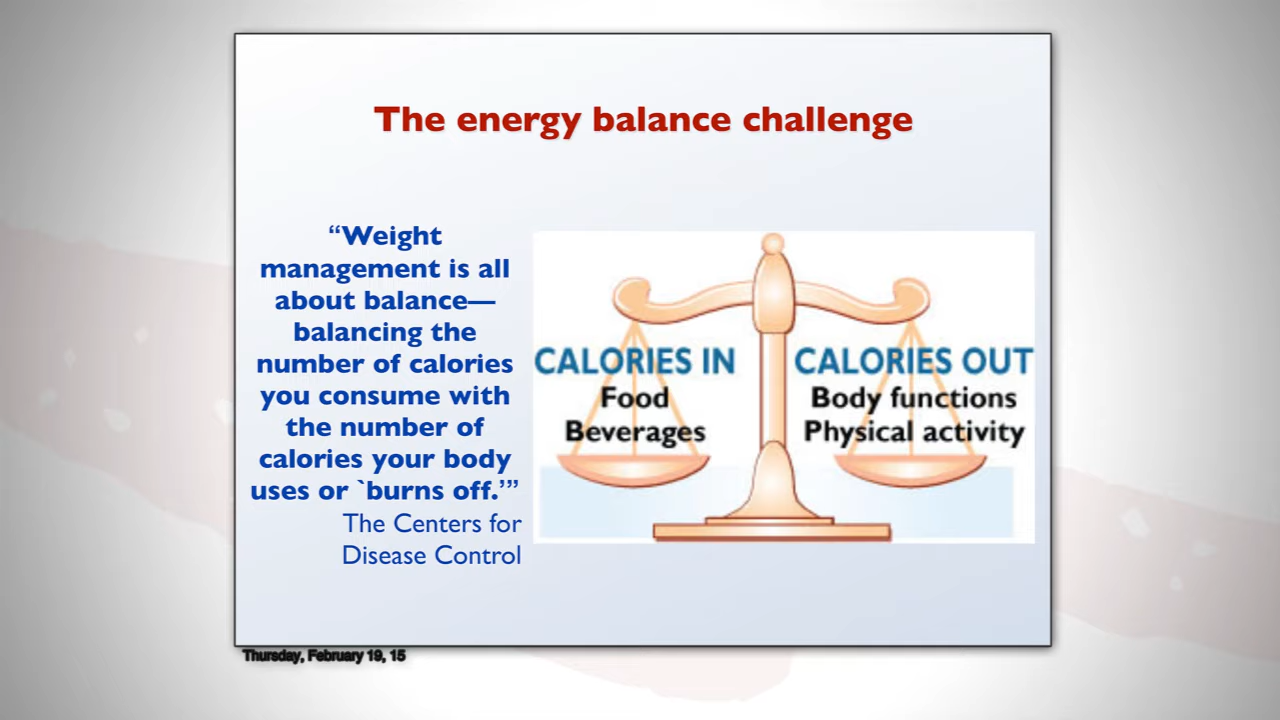 The energy balance challenge
“Weight
management is all
about balance—
balancing the
number of calories
you consume with
the number of
calories your body
uses or `burns off.’”
The Centers for
Disease Control
CALORIES IN
Food
Beverages
CALORIES OUT
Body functions
Physical activity
Thursday, February 19, 15